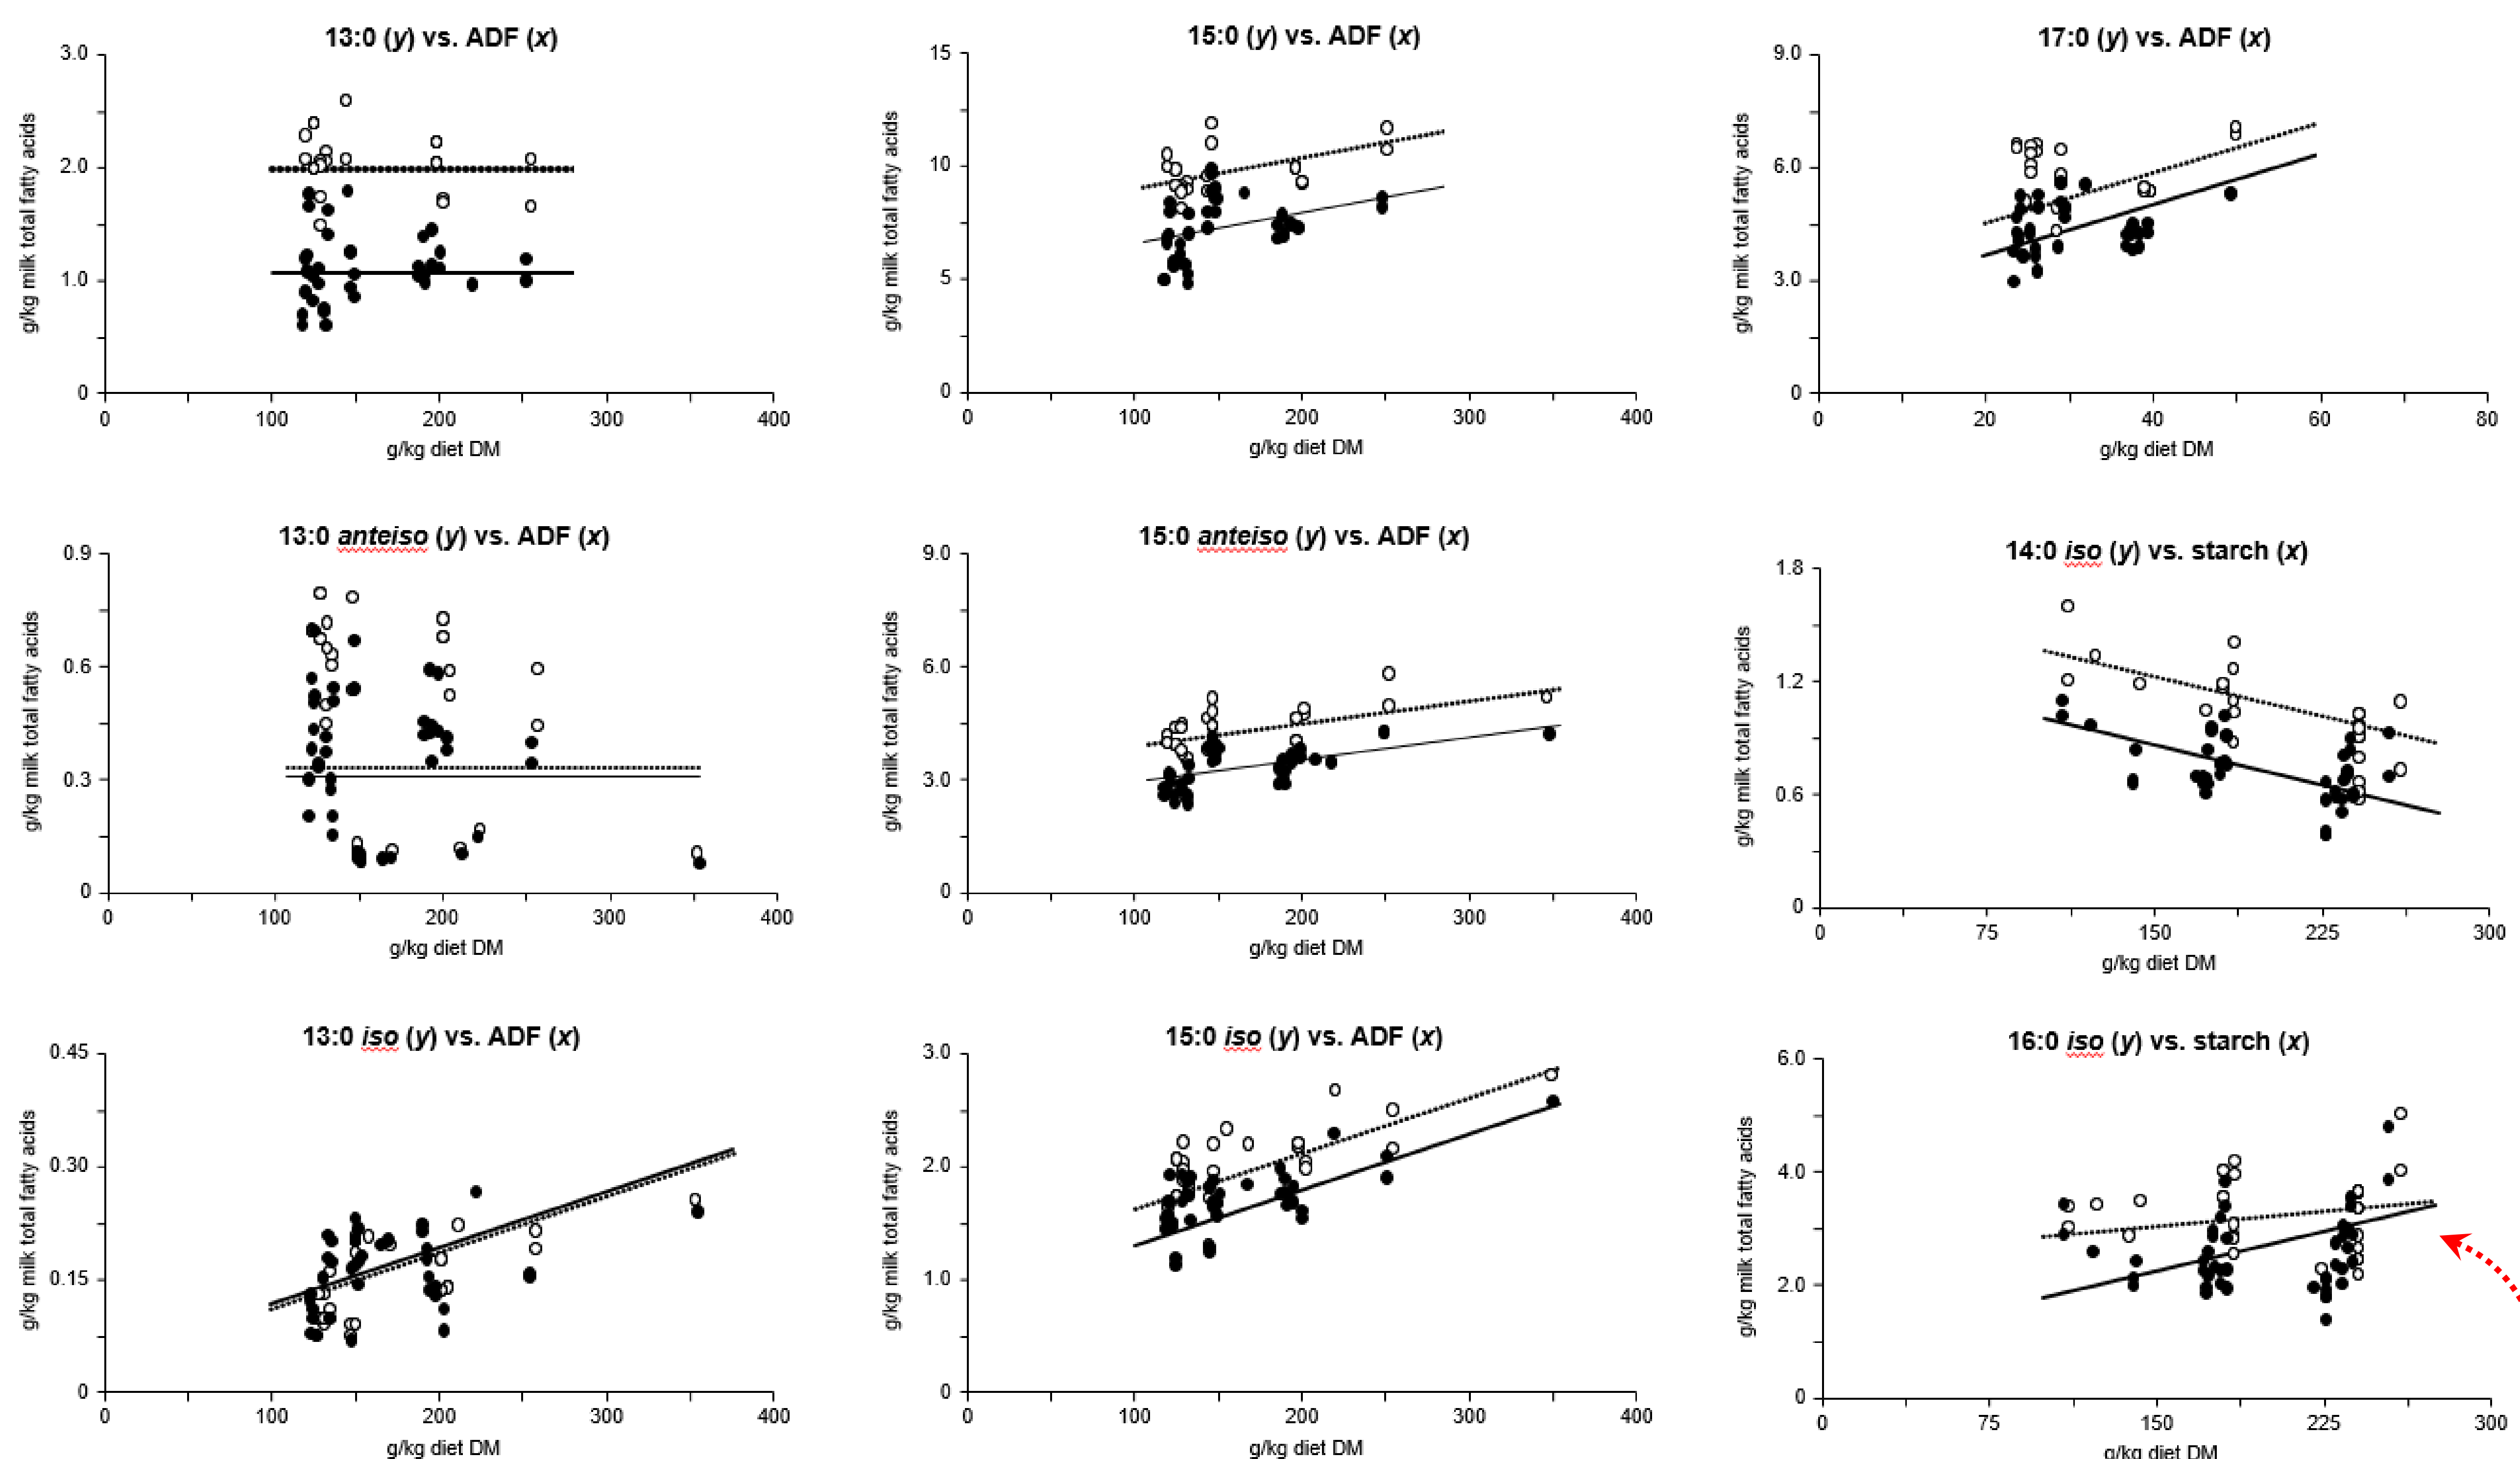 13:0 (y) vs. ADF (x)
3.0
2.0
1.0
0
g/kg milk total fatty acids
0 100 200 300 400
g/kg diet DM
15:0 (y) vs. ADF (x)
15
10
5
0
g/kg milk total fatty acids
0 100 200 300 400
g/kg diet DM
17:0 (y) vs. ADF (x)
9.0
6.0
3.0
0
g/kg milk total fatty acids
0 20 40 60 80
g/kg diet DM
13:0 anteiso (y) vs. ADF (x)
0.9
0.6
0.3
0
g/kg milk total fatty acids
0 100 200 300 400
g/kg diet DM
15:0 anteiso (y) vs. ADF (x)
9.0
6.0
3.0
0
g/kg milk total fatty acids
0 100 200 300 400
g/kg diet DM
14:0 iso (y) vs. starch (x)
1.8
1.2
0.6
0
g/kg milk total fatty acids
0 75 150 225 300
g/kg diet DM
13:0 iso (y) vs. ADF (x)
0.45
0.30
0.15
0
g/kg milk total fatty acids
0 100 200 300 400
g/kg diet DM
15:0 iso (y) vs. ADF (x)
3.0
2.0
1.0
0
g/kg milk total fatty acids
0 100 200 300 400
g/kg diet DM
16:0 iso (y) vs. starch (x)
6.0
4.0
2.0
0
g/kg milk total fatty acids
0 75 150 225 300
g/kg diet DM